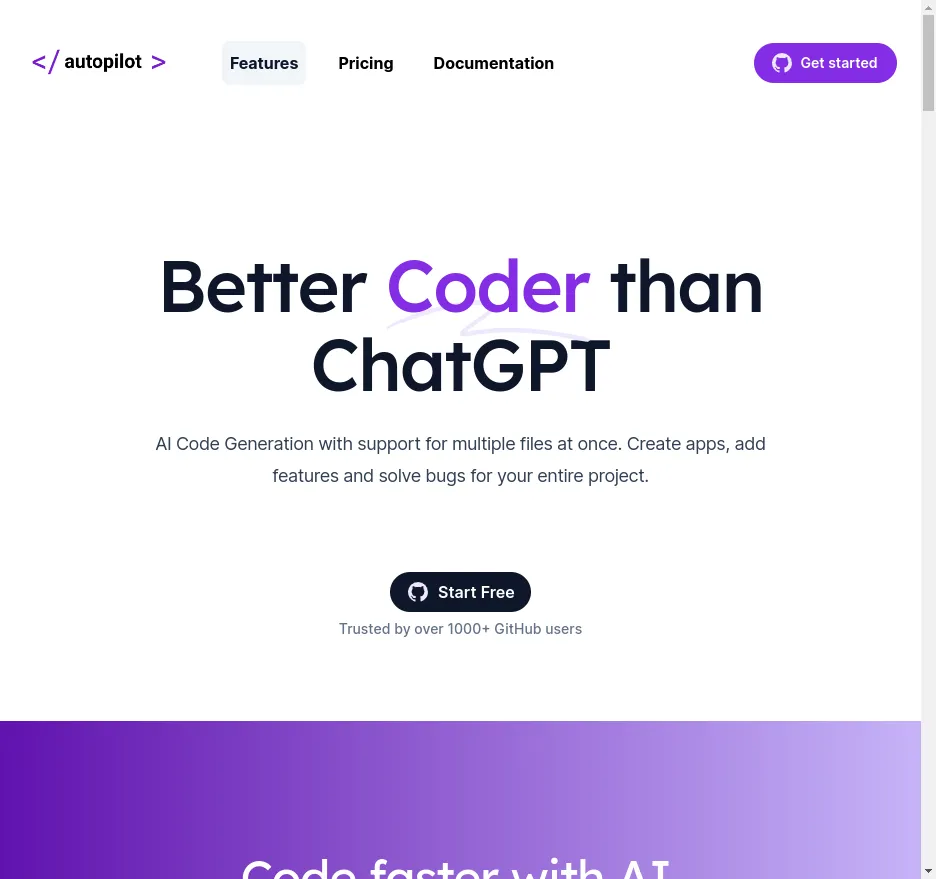 </ autopilot >
Features
Pricing
Documentation
Get started
Better Coder than
ChatGPT
AI Code Generation with support for multiple files at once. Create apps, add
features and solve bugs for your entire project.
Start Free
Trusted by over 1000+ GitHub users
Code faster with AI